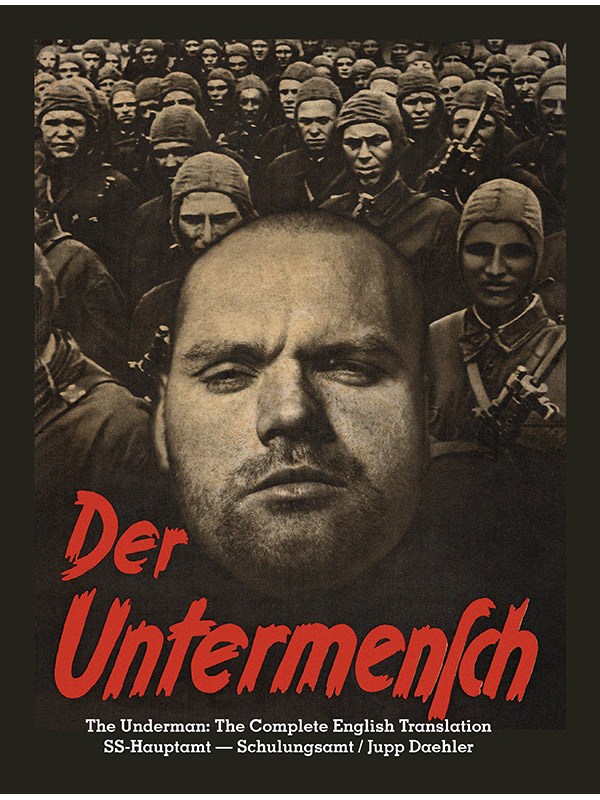 Der
Untermenſch
The Underman: The Complete English Translation
SS-Hauptamt — Schulungsamt / Jupp Daehler